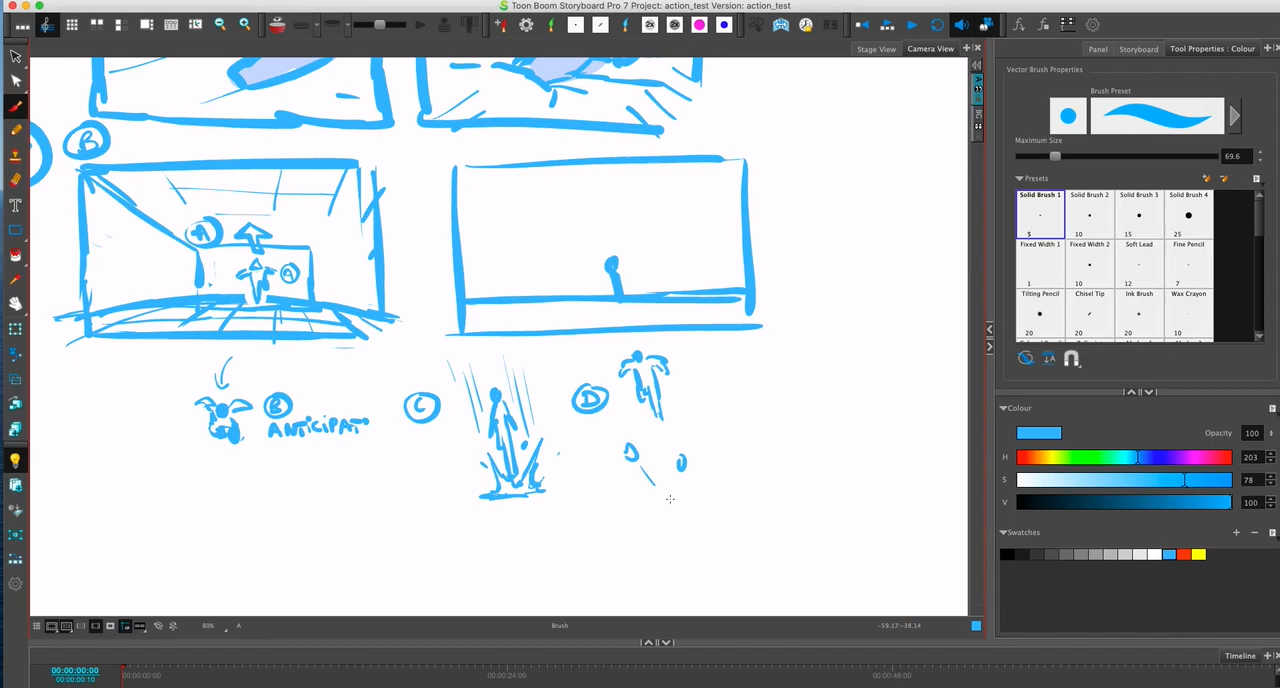 Toon Boom Storyboard Pro 7 Project: action_test Version: action_test
2x 2x
Stage View Camera View
Panel Storyboard Tool Properties : Colour
Vector Brush Properties
Brush Preset
Maximum Size
69.6
Presets
Solid Brush 1 Solid Brush 2 Solid Brush 3 Solid Brush 4
5 10 15 25
Fixed Width 1 Fixed Width 2 Soft Lead Fine Pencil
1 10 12 7
Tilting Pencil Chisel Tip Ink Brush Wax Crayon
20 20 20 10
Colour
Opacity 100
H 203
S 78
V 100
Swatches
B
A
A
B ANTICIPAT
C
D
80% A Brush -59.17:-38.14
Timeline
00:00:00:00
00:00:00:10
00:00:00:00 00:00:24:00 00:00:48:00